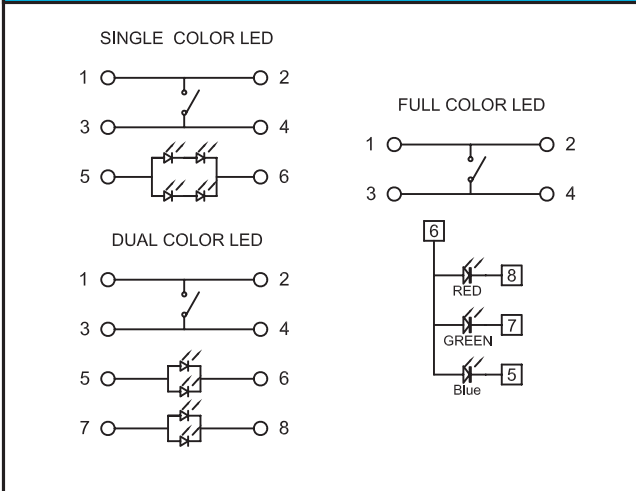 SINGLE COLOR LED
1 2
3 4
5 6
DUAL COLOR LED
1 2
3 4
5 6
7 8
FULL COLOR LED
1 2
3 4
6
8
RED
7
GREEN
5
Blue